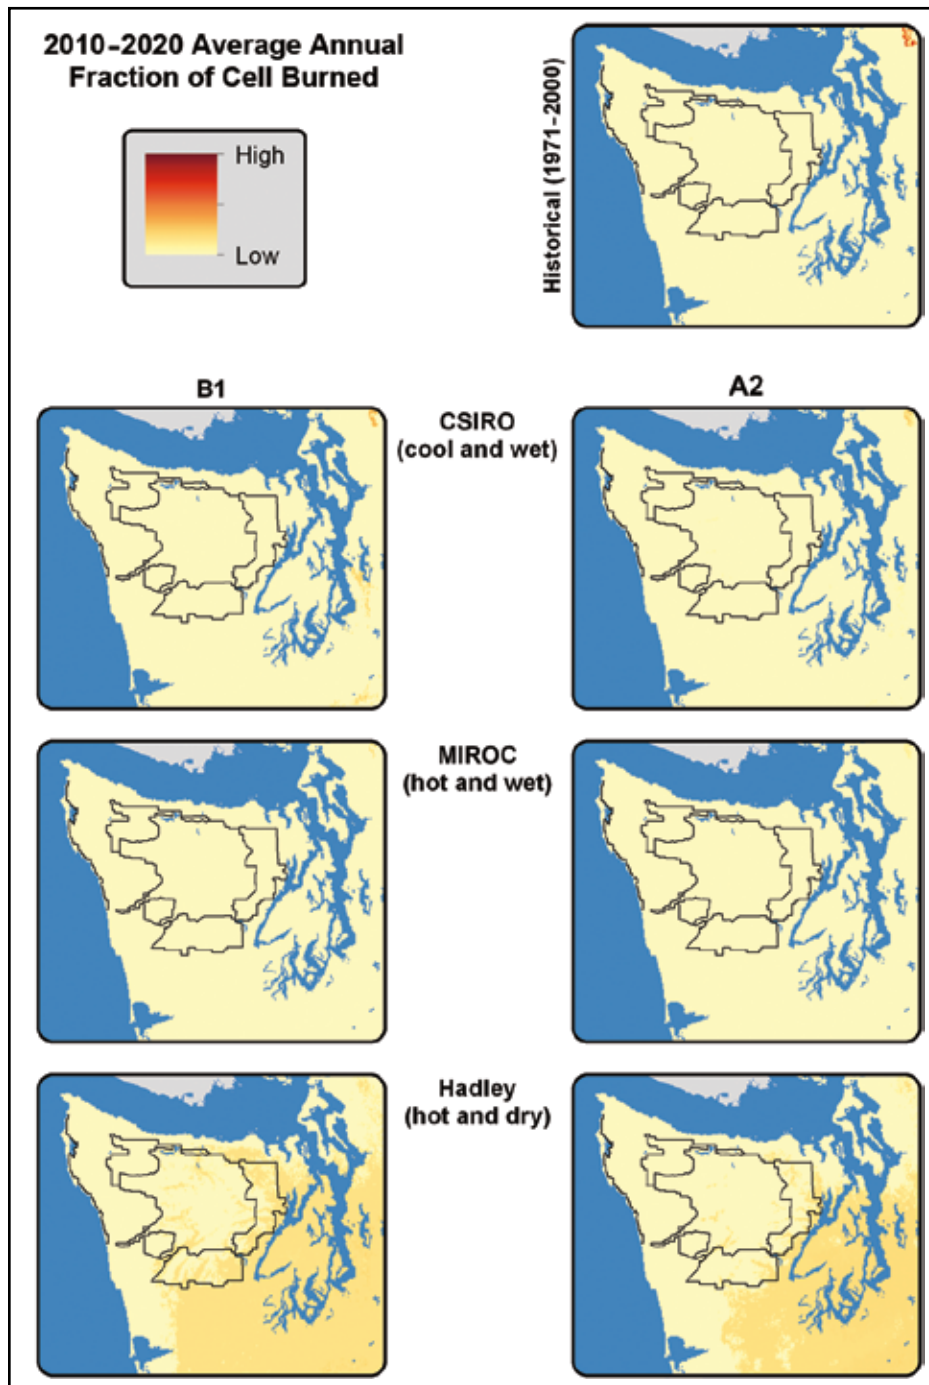 2010–2020 Average Annual
Fraction of Cell Burned
High
Low
Historical (1971–2000)
B1
A2
CSIRO
(cool and wet)
MIROC
(hot and wet)
Hadley
(hot and dry)